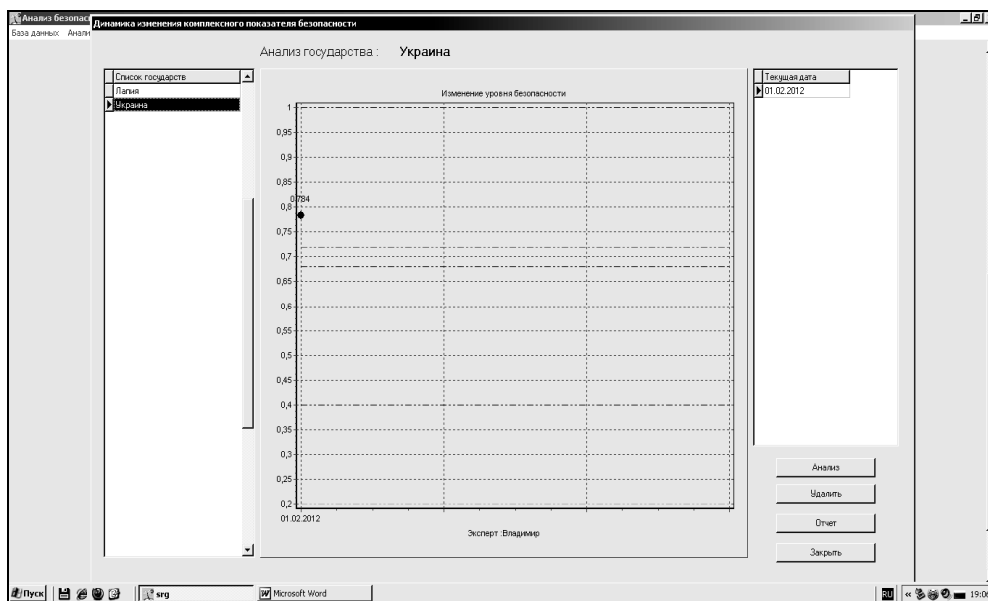 Анализ безопас
Динамика изменения комплексного показателя безопасности
База данных Анали
Анализ государства : Украина
Список государств
Лапия
Украина
Текущая дата
01.02.2012
Изменение уровня безопасности
1
0,95
0,9
0,85
0,784
0,8
0,75
0,7
0,65
0,6
0,55
0,5
0,45
0,4
0,35
0,3
0,25
0,2
01.02.2012
Эксперт :Владимир
Анализ
Удалить
Отчет
Закрыть
Пуск
srg
Microsoft Word
RU
19:06